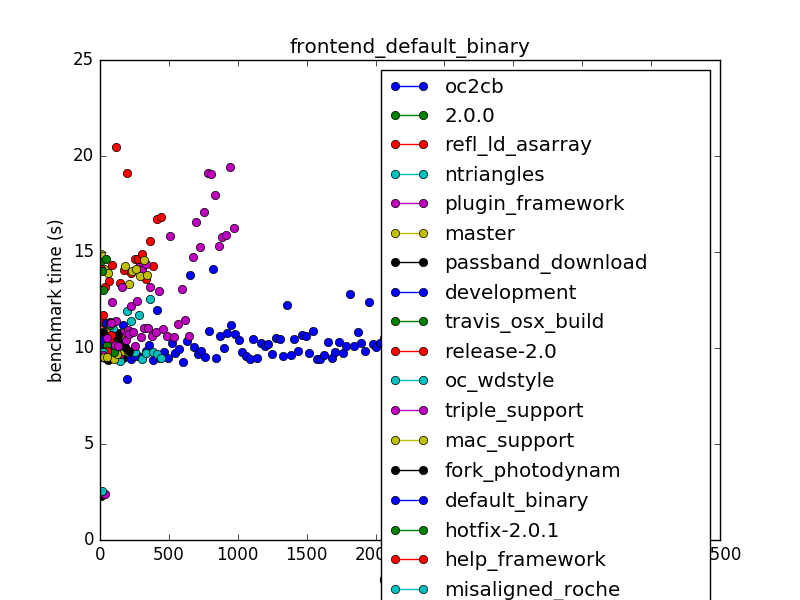 frontend_default_binary
25
20
15
10
5
0
benchmark time (s)
0
500
1000
1500
500
oc2cb
2.0.0
refl_ld_asarray
ntriangles
plugin_framework
master
passband_download
development
travis_osx_build
release-2.0
oc_wdstyle
triple_support
mac_support
fork_photodynam
default_binary
hotfix-2.0.1
help_framework
misaligned_roche